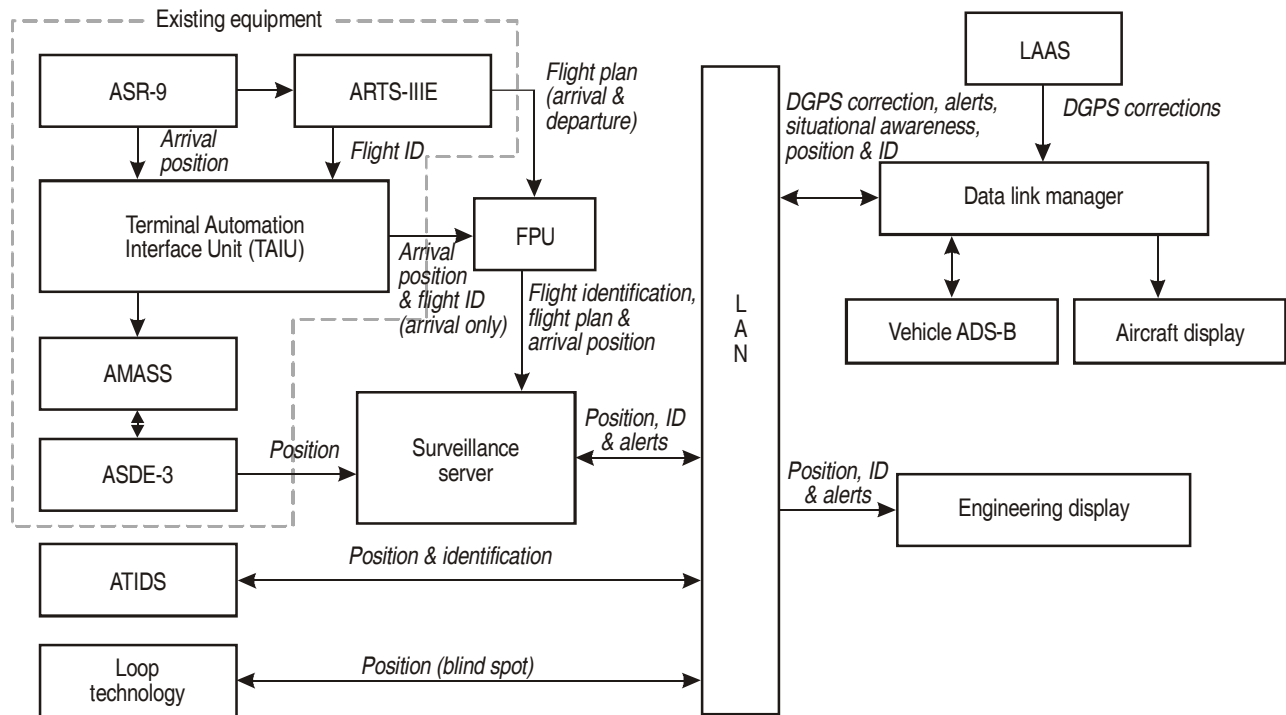 Existing equipment
ASR-9
ARTS-IIIE
Flight plan
(arrival &
departure)
Arrival
position
Flight ID
Terminal Automation
Interface Unit (TAIU)
FPU
Arrival
position
& flight ID
(arrival only)
Flight identification,
flight plan &
arrival position
AMASS
ASDE-3
Position
Surveillance
server
Position, ID
& alerts
ATIDS
Position & identification
Loop
technology
Position (blind spot)
L
A
N
LAAS
DGPS corrections
DGPS correction, alerts,
situational awareness,
position & ID
Data link manager
Vehicle ADS-B
Aircraft display
Position, ID
& alerts
Engineering display